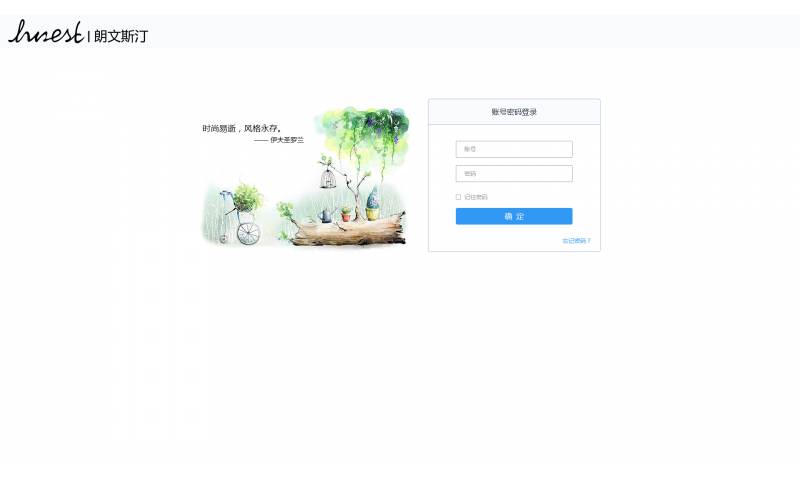 hnest | 朗文斯汀
时尚易逝，风格永存。
—— 伊夫圣罗兰
账号密码登录
账号
密码
记住密码
确 定
忘记密码？